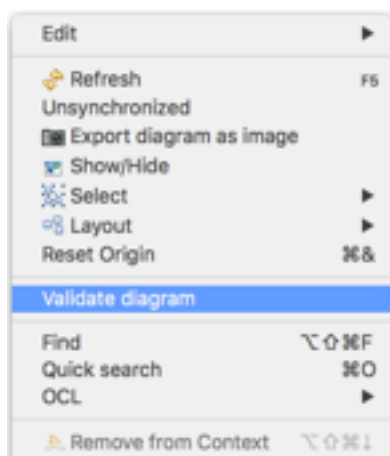 Edit
Refresh F5
Unsynchronized
Export diagram as image
Show/Hide
Select
Layout
Reset Origin ⌘&
Validate diagram
Find ⌥⇧⌘F
Quick search ⌘O
OCL
Remove from Context ⌥⇧⌘↓